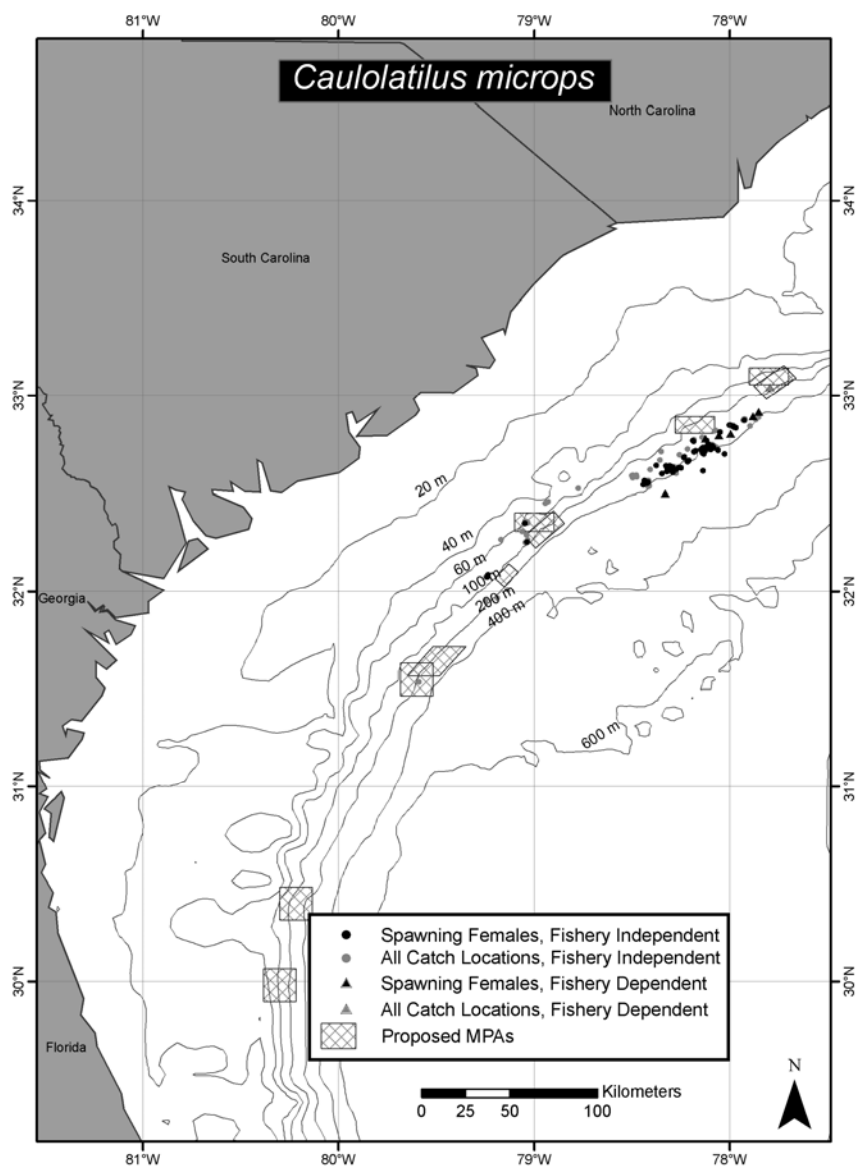 81°W 80°W 79°W 78°W
Caulolatilus microps
North Carolina
34°N 34°N
South Carolina
33°N 33°N
20 m
40 m
60 m
100 m
200 m
400 m
32°N 32°N
Georgia
600 m
31°N 31°N
Spawning Females, Fishery Independent
All Catch Locations, Fishery Independent
Spawning Females, Fishery Dependent
All Catch Locations, Fishery Dependent
Proposed MPAs
30°N 30°N
Florida
N
Kilometers
0 25 50 100
81°W 80°W 79°W 78°W